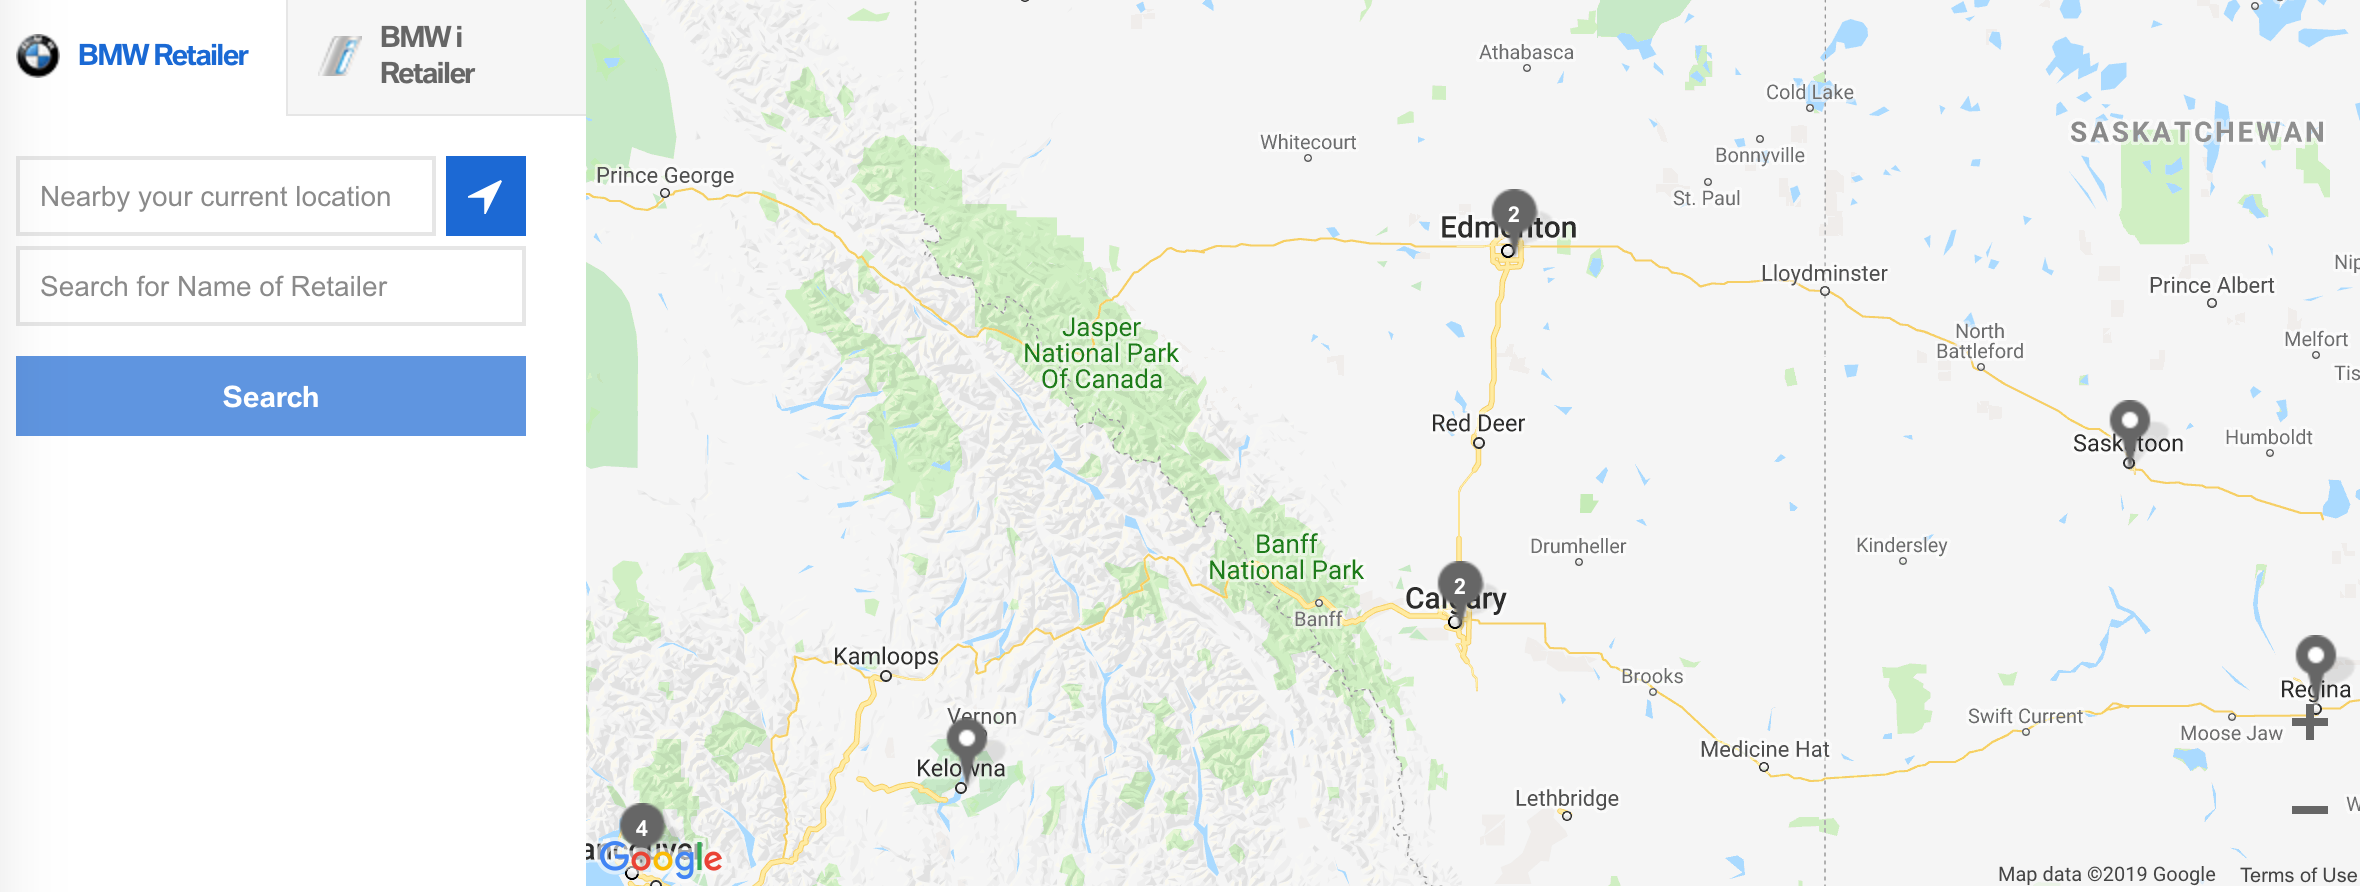 BMW Retailer
BMW i
Retailer
Nearby your current location
Search for Name of Retailer
Search
Athabasca
Cold Lake
SASKATCHEWAN
Whitecourt
Bonnyville
Prince George
St. Paul
2
Edmonton
Lloydminster
Prince Albert
Nip
Jasper
National Park
Of Canada
North
Battleford
Melfort
Tis
Red Deer
Saskatoon
Humboldt
Banff
National Park
Drumheller
Kindersley
2
Calgary
Banff
Kamloops
Brooks
Regina
Vernon
Swift Current
Moose Jaw
Medicine Hat
Kelowna
Lethbridge
W
4
Google
Map data ©2019 Google
Terms of Use